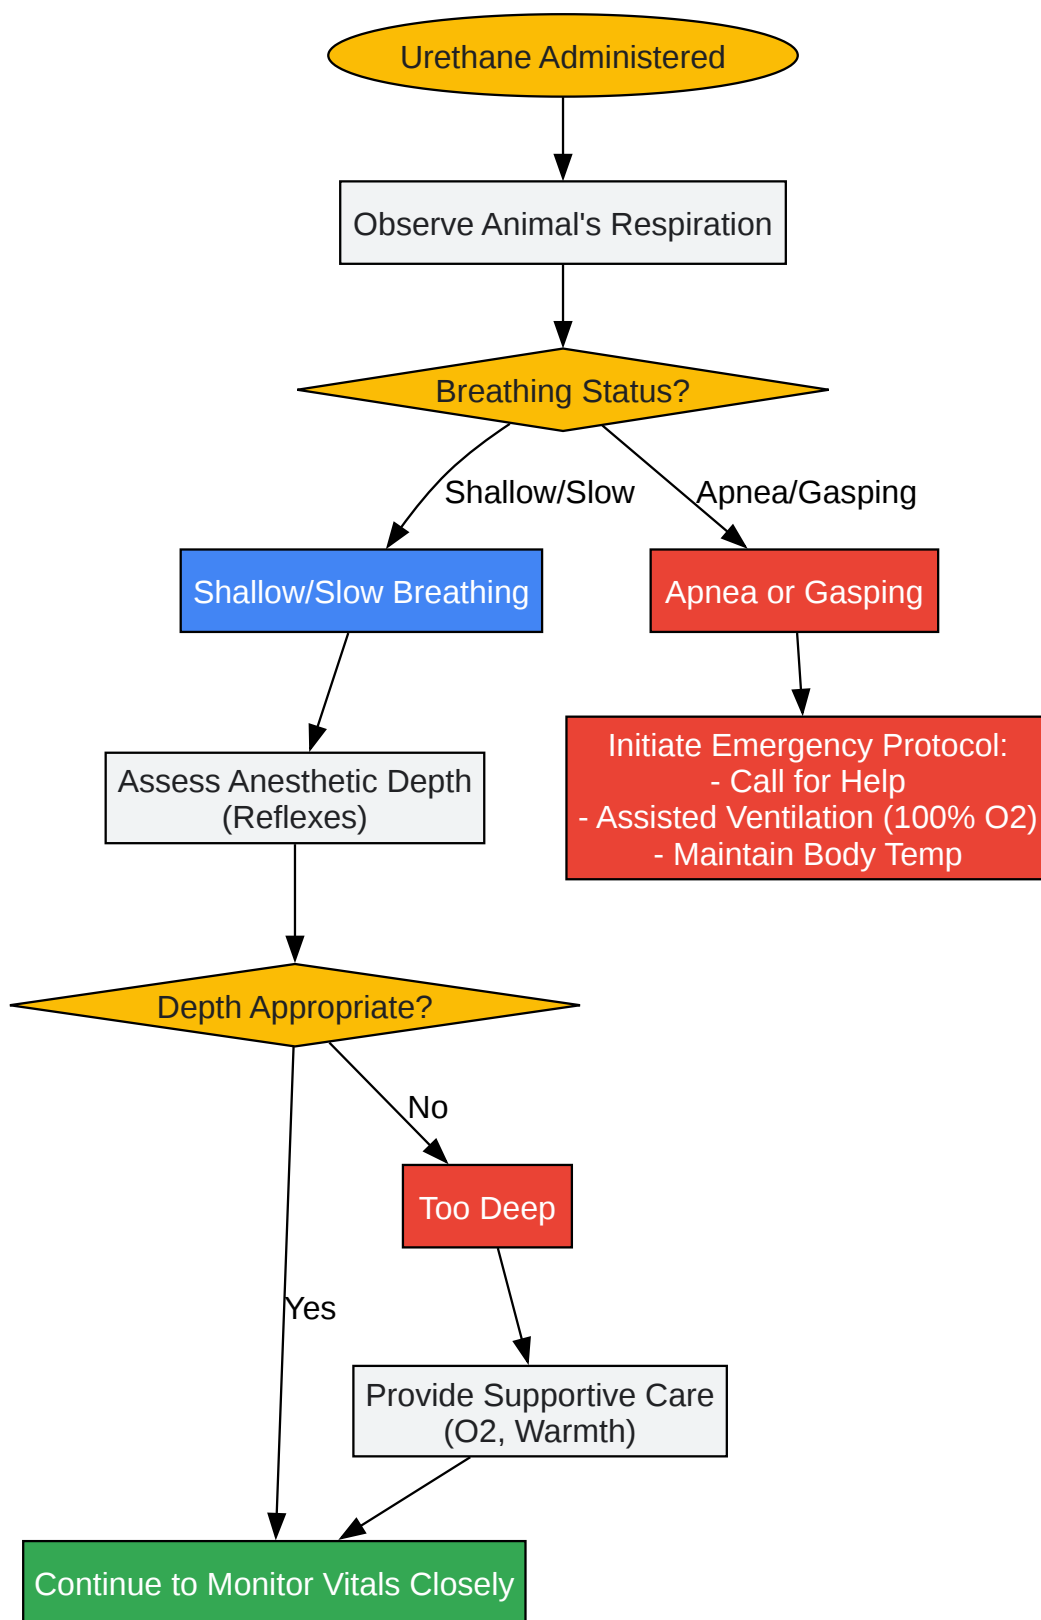 Urethane Administered
Observe Animal's Respiration
Breathing Status?
Shallow/Slow
Apnea/Gasping
Shallow/Slow Breathing
Apnea or Gasping
Initiate Emergency Protocol:
- Call for Help
- Assisted Ventilation (100% O2)
- Maintain Body Temp
Assess Anesthetic Depth
(Reflexes)
Depth Appropriate?
No
Too Deep
Yes
Provide Supportive Care
(O2, Warmth)
Continue to Monitor Vitals Closely